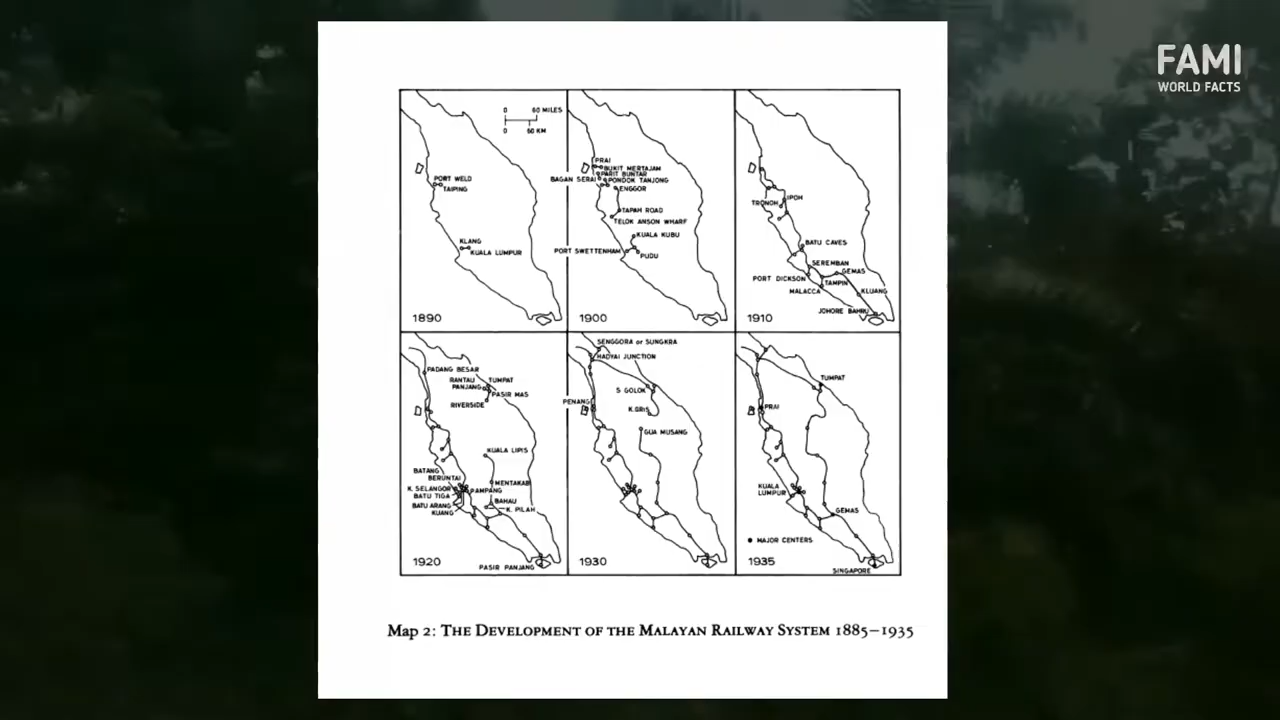 FAMI
WORLD FACTS
0 60 MILES
0 60 KM
PORT WELD
TAIPING
KLANG
KUALA LUMPUR
1890
PRAI
BUKIT MERTAJAM
PARIT BUNTAR
BAGAN SERAI
PONDOK TANJONG
ENGGOR
TAPAH ROAD
TELOK ANSON WHARF
KUALA KUBU
PORT SWETTENHAM
PUDU
1900
TRONOH
IPOH
BATU CAVES
SEREMBAN
GEMAS
PORT DICKSON
TAMPIN
MALACCA
KLUANG
JOHORE BAHRU
1910
PADANG BESAR
RANTAU
PANJANG
TUMPAT
PASIR MAS
RIVERSIDE
KUALA LIPIS
BATANG
BERUNTAI
MENTAKAB
K. SELANGOR
AMPANG
BATU TIGA
BAHAU
BATU ARANG
K. PILAH
KUANG
1920
PASIR PANJANG
SENGGORA or SUNGKRA
HADYAI JUNCTION
S GOLOK
PENANG
K.GRIS
GUA MUSANG
1930
TUMPAT
PRAI
KUALA
LUMPUR
GEMAS
MAJOR CENTERS
1935
SINGAPORE
Map 2: THE DEVELOPMENT OF THE MALAYAN RAILWAY SYSTEM 1885–1935